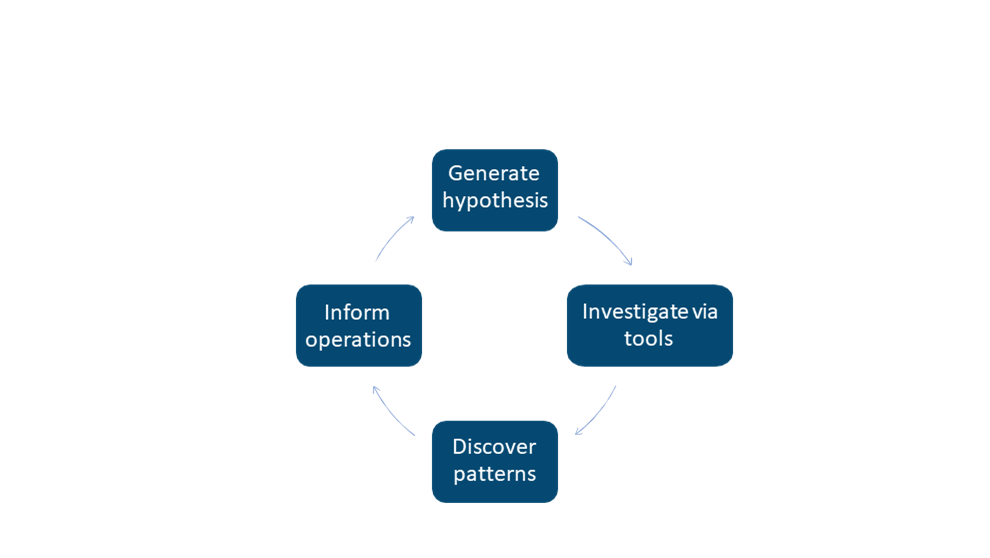 Generate
hypothesis
Investigate via
tools
Discover
patterns
Inform
operations